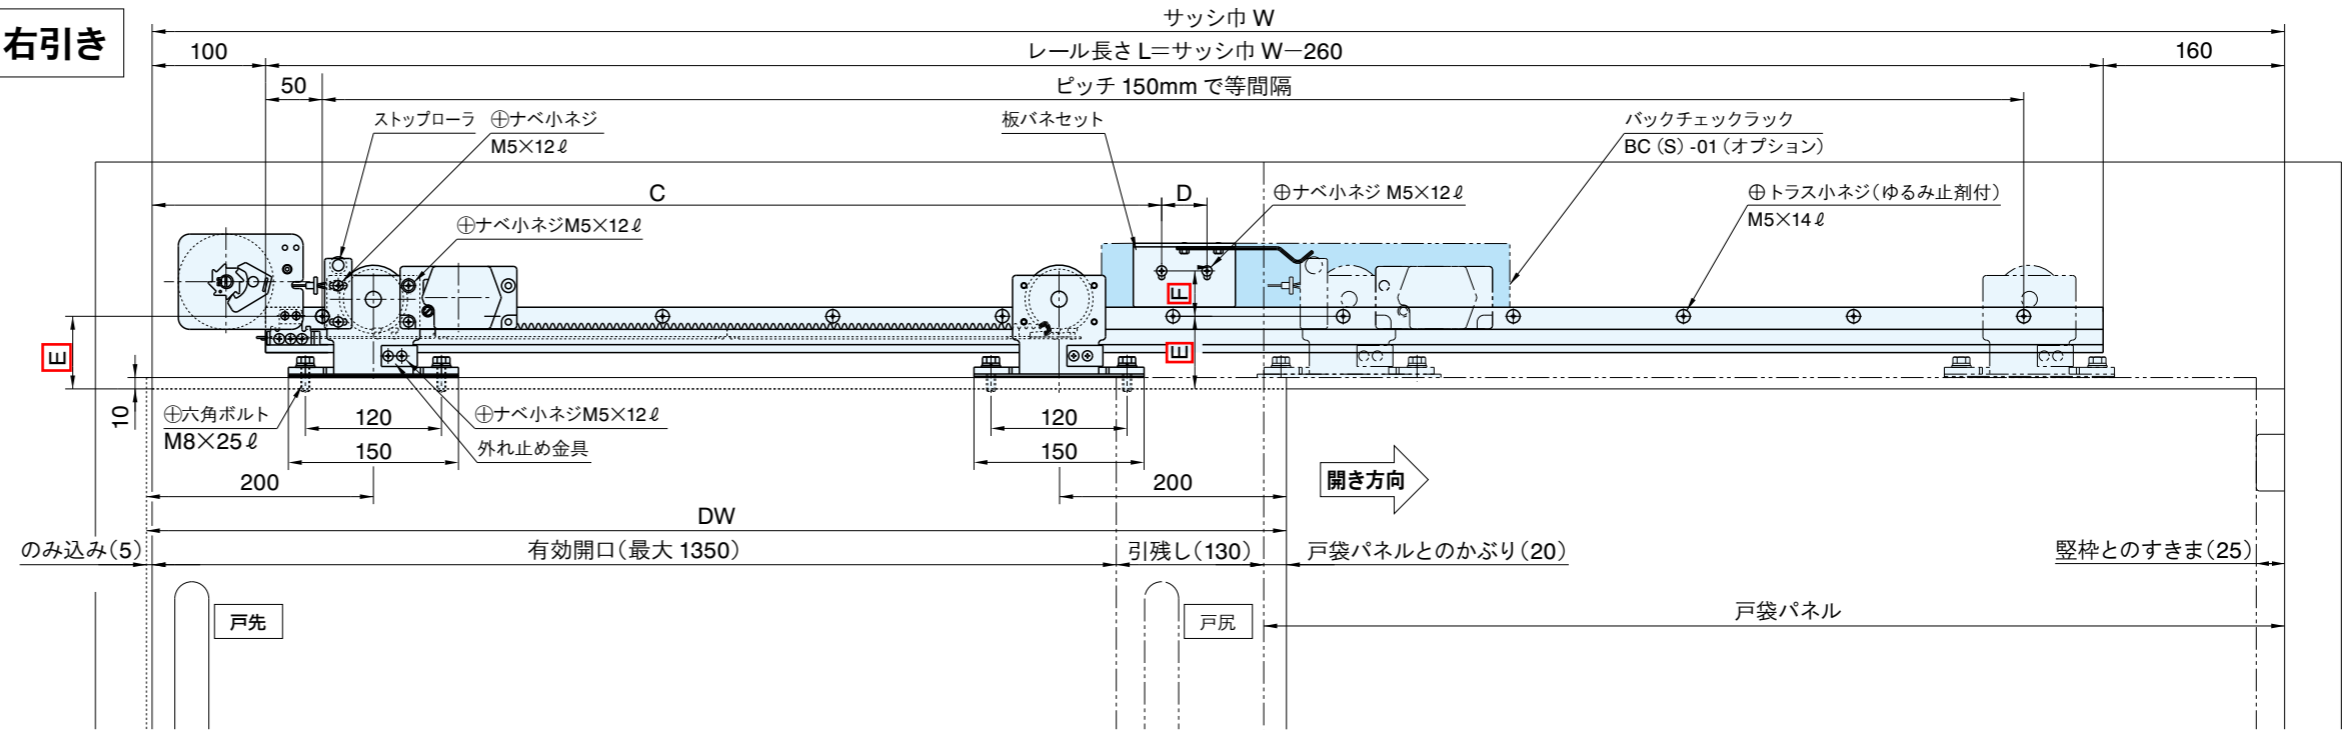 右引き
サッシ巾 W
100
レール長さ L=サッシ巾 W−260
160
50
ピッチ 150mm で等間隔
ストップローラ
⊕ナベ小ネジ
M5×12ℓ
板バネセット
バックチェックラック
BC（S）-01（オプション）
C
D
⊕ナベ小ネジ M5×12ℓ
⊕トラス小ネジ（ゆるみ止剤付）
M5×14ℓ
⊕ナベ小ネジM5×12ℓ
F
E
E
10
⊕六角ボルト
M8×25ℓ
120
150
⊕ナベ小ネジM5×12ℓ
外れ止め金具
120
150
200
200
開き方向
DW
のみ込み（5）
有効開口（最大 1350）
引残し（130）
戸袋パネルとのかぶり（20）
竪枠とのすきま（25）
戸先
戸尻
戸袋パネル